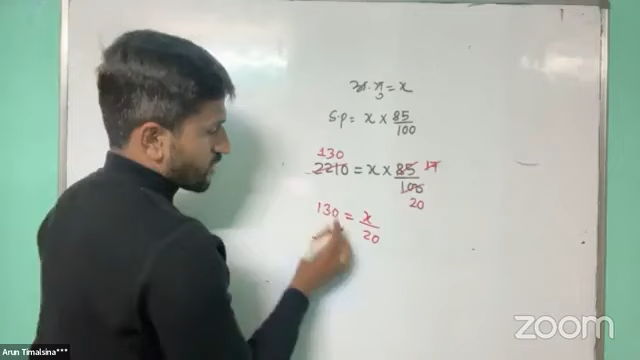 अं.मू = x
S.P = x × 85/100
130
2210 = x × 85/100 17
20
130 = x/20
zoom
Arun Timalsina***